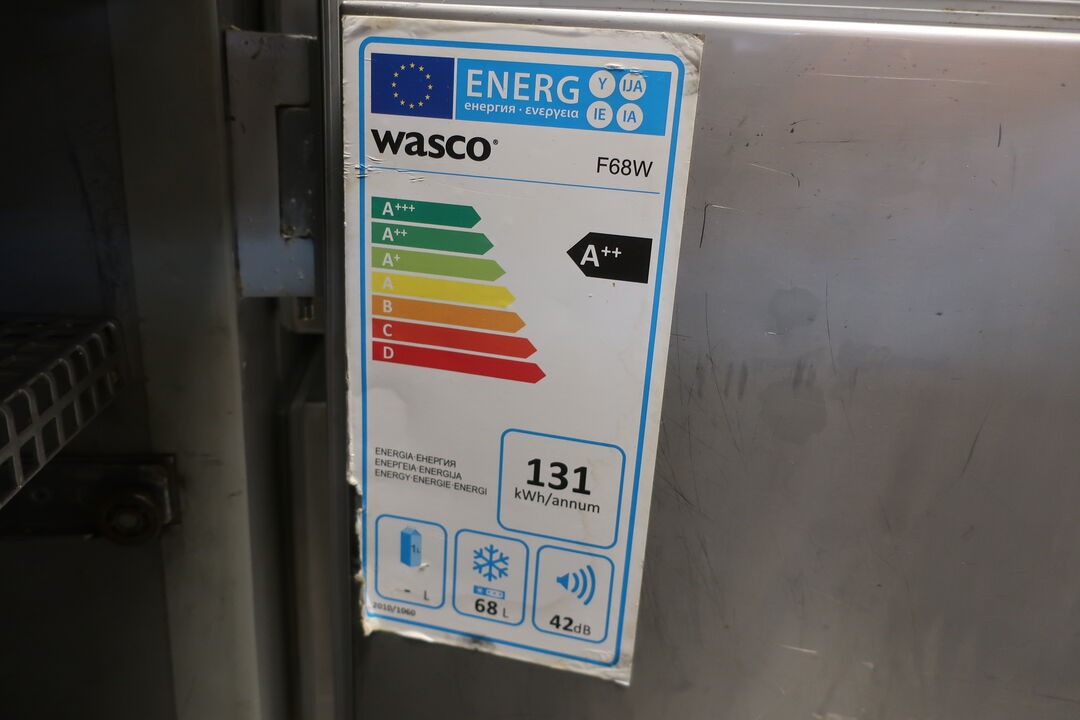 ENERG Y IJA
енергия · ενεργεια IE IA
wasco®
F68W
A+++
A++
A+
A
B
C
D
A++
ENERGIA·ЕНЕРГИЯ
ΕΝΕΡΓΕΙΑ·ENERGIJA
ENERGY·ENERGIE·ENERGI
131
kWh/annum
1L
- L
68 L
42dB
2010/1060